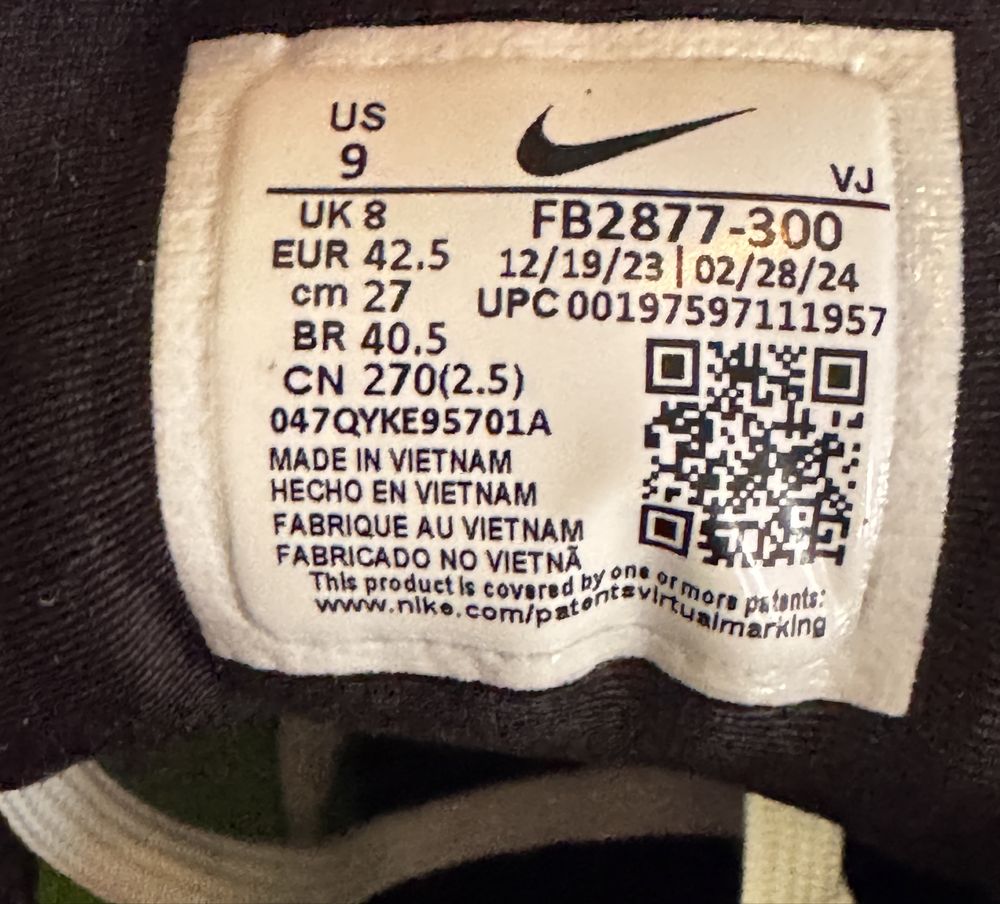 US
9
VJ
UK 8
EUR 42.5
cm 27
BR 40.5
CN 270(2.5)
FB2877-300
12/19/23 | 02/28/24
UPC 00197597111957
047QYKE95701A
MADE IN VIETNAM
HECHO EN VIETNAM
FABRIQUE AU VIETNAM
FABRICADO NO VIETNÃ
This product is covered by one or more patents:
www.nike.com/patentsvirtualmarking